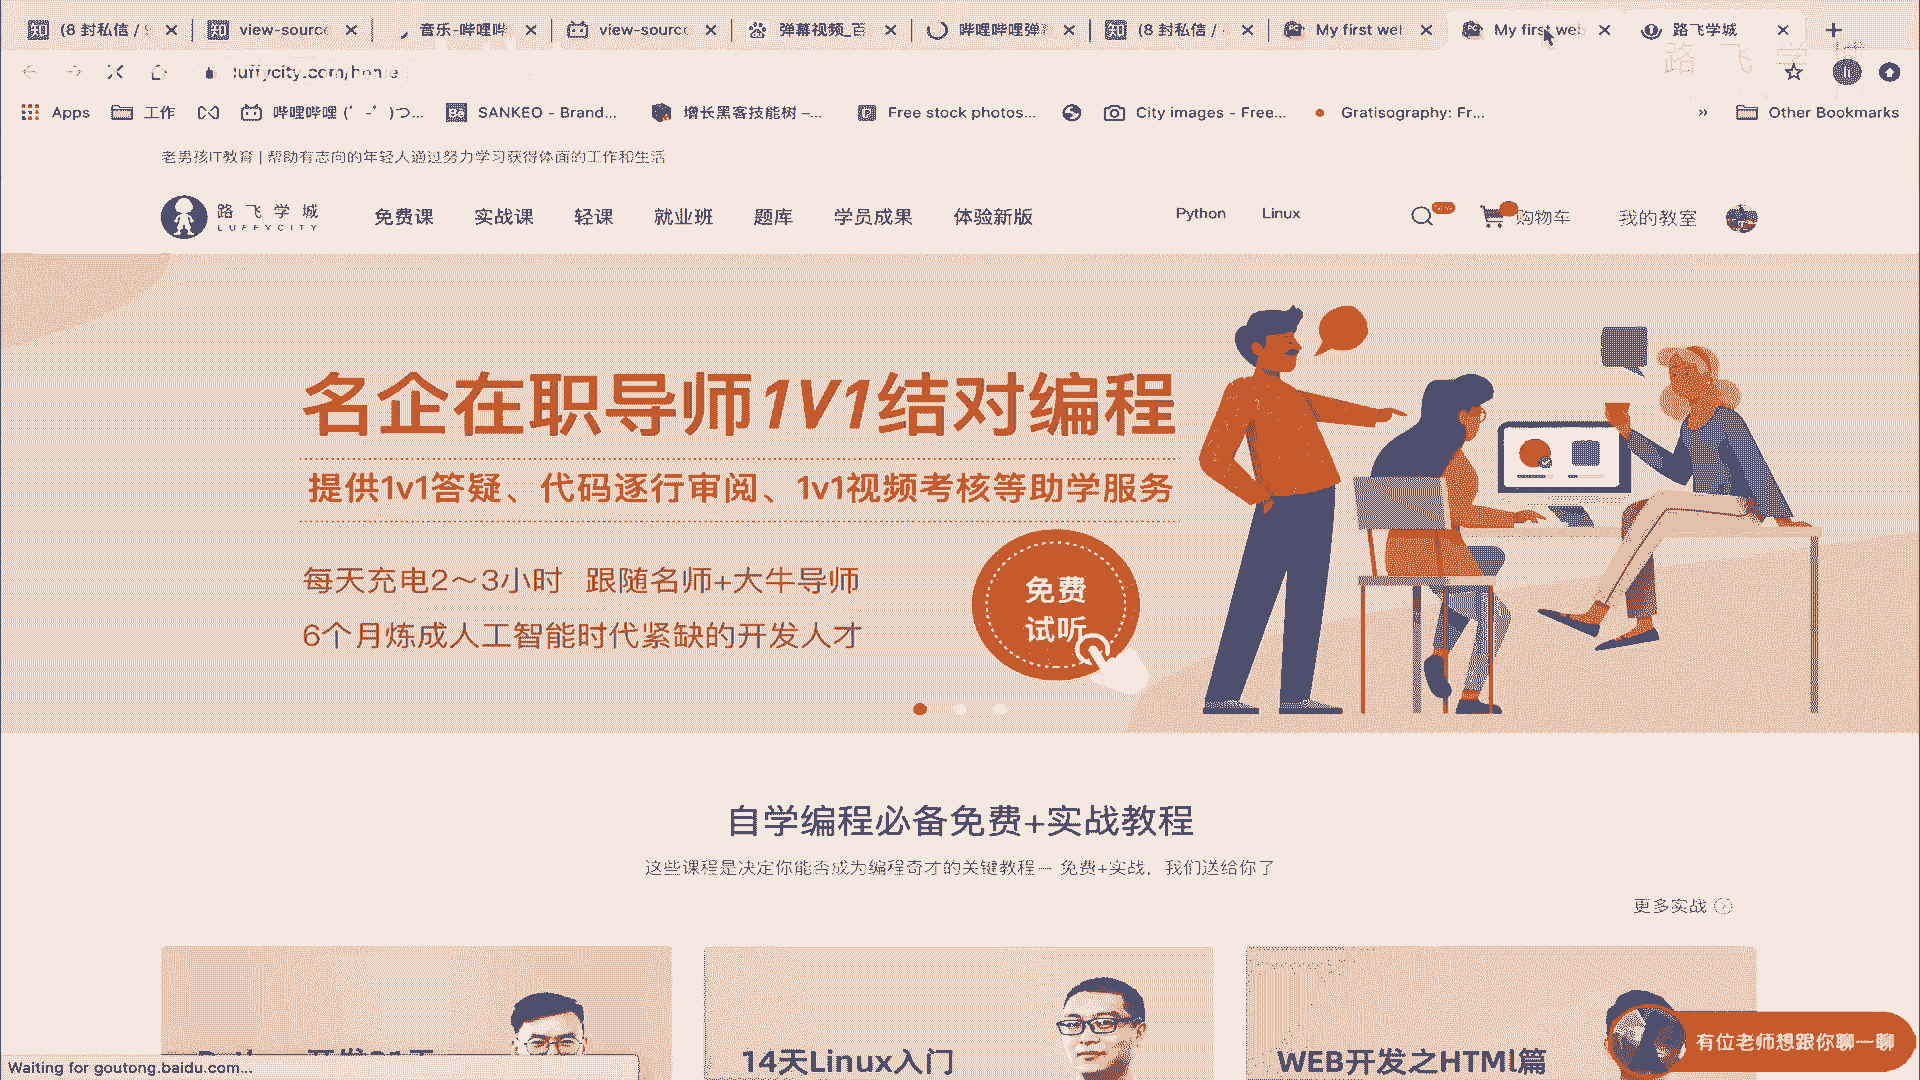 (8 封私信 /
view-source
音乐-哔哩哔
view-source
弹幕视频_百
哔哩哔哩弹
(8 封私信 /
My first wel
My first web
路飞学城
路 飞 学 城
luffycity.com/home
Apps
工作
哔哩哔哩 (゜-゜)つ...
Bē
SANKEO - Brand...
增长黑客技能树 –...
Free stock photos...
City images - Free...
Gratisography: Fr...
»
Other Bookmarks
老男孩IT教育 | 帮助有志向的年轻人通过努力学习获得体面的工作和生活
路 飞 学 城
LUFFYCITY
免费课
实战课
轻课
就业班
题库
学员成果
体验新版
Python
Linux
购物车
我的教室
名企在职导师1V1结对编程
提供1v1答疑、代码逐行审阅、1v1视频考核等助学服务
每天充电2～3小时 跟随名师+大牛导师
6个月炼成人工智能时代紧缺的开发人才
免费
试听
自学编程必备免费+实战教程
这些课程是决定你能否成为编程奇才的关键教程— 免费+实战，我们送给你了
更多实战
14天Linux入门
WEB开发之HTMl篇
有位老师想跟你聊一聊
Waiting for goutong.baidu.com...